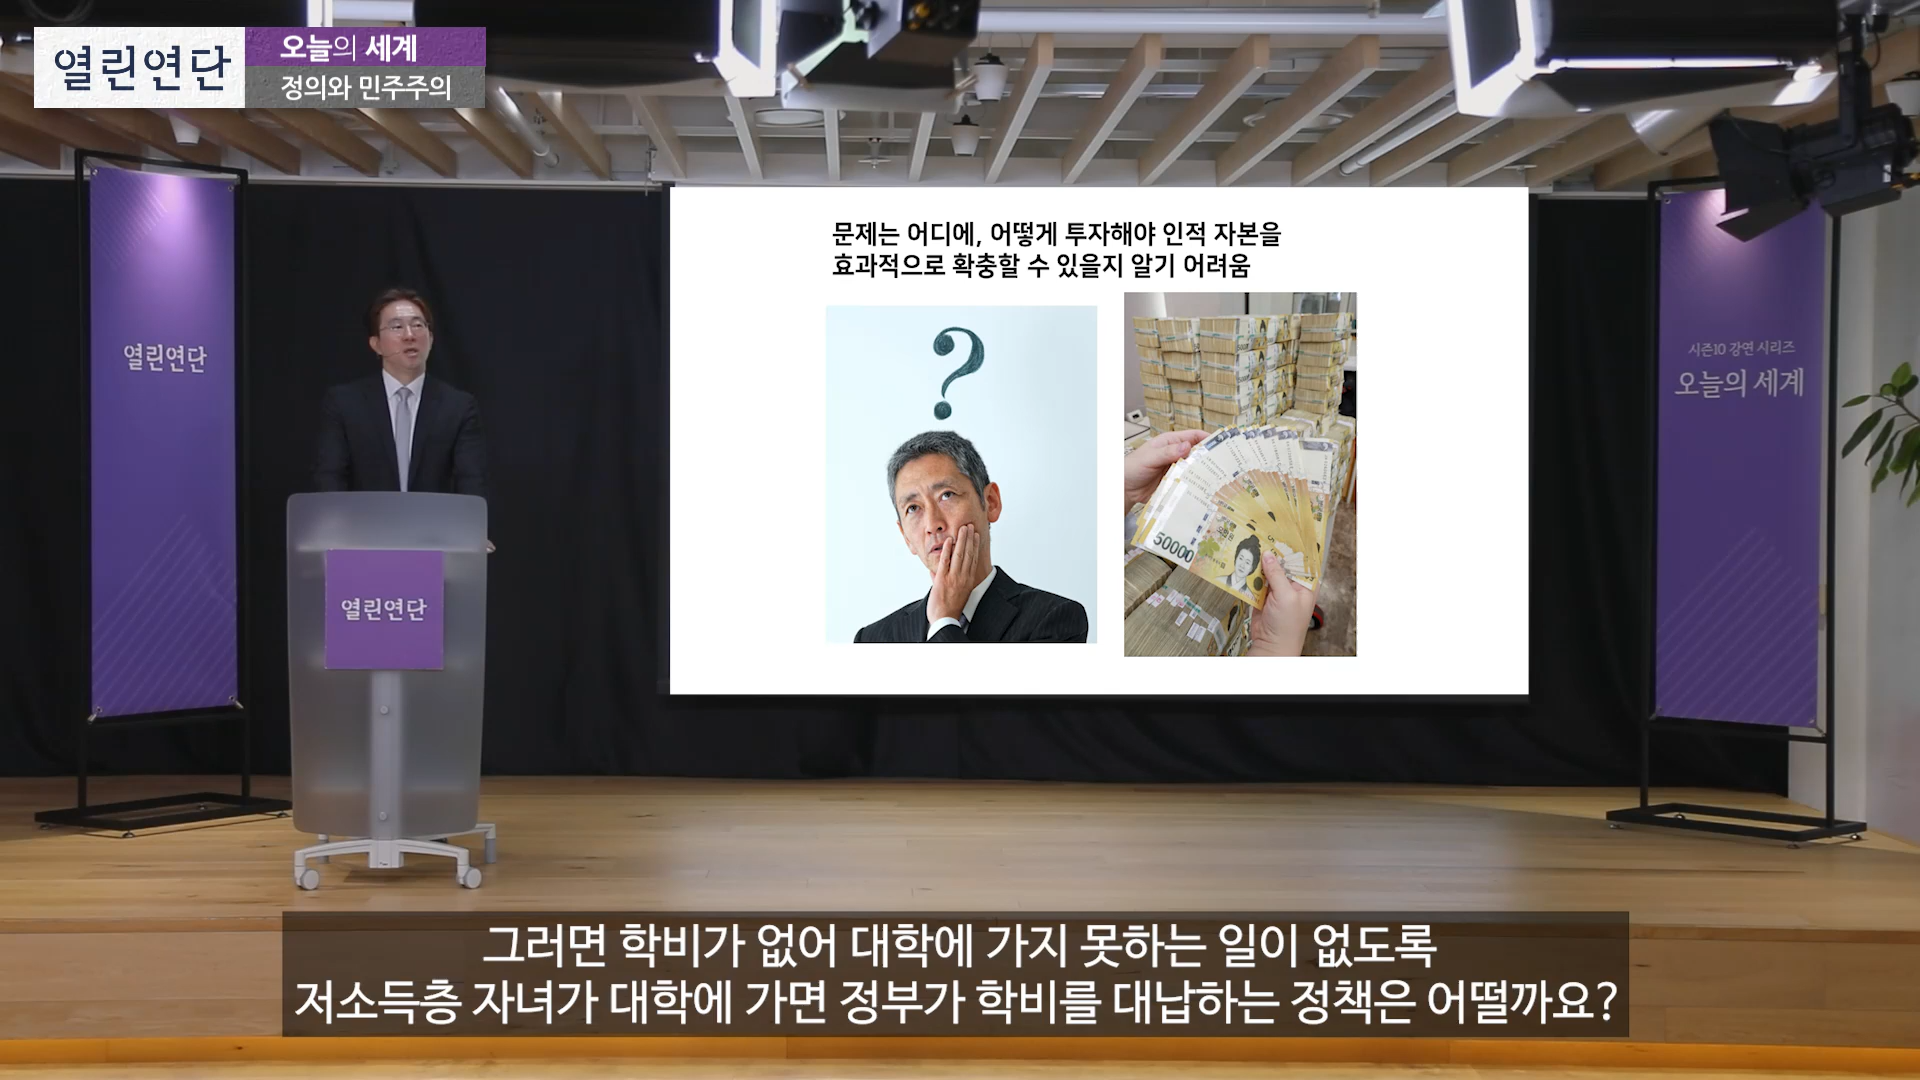 열린연단
오늘의 세계
정의와 민주주의
문제는 어디에, 어떻게 투자해야 인적 자본을
효과적으로 확충할 수 있을지 알기 어려움
?
50000
열린연단
열린연단
시즌10 강연 시리즈
오늘의 세계
그러면 학비가 없어 대학에 가지 못하는 일이 없도록
저소득층 자녀가 대학에 가면 정부가 학비를 대납하는 정책은 어떨까요?